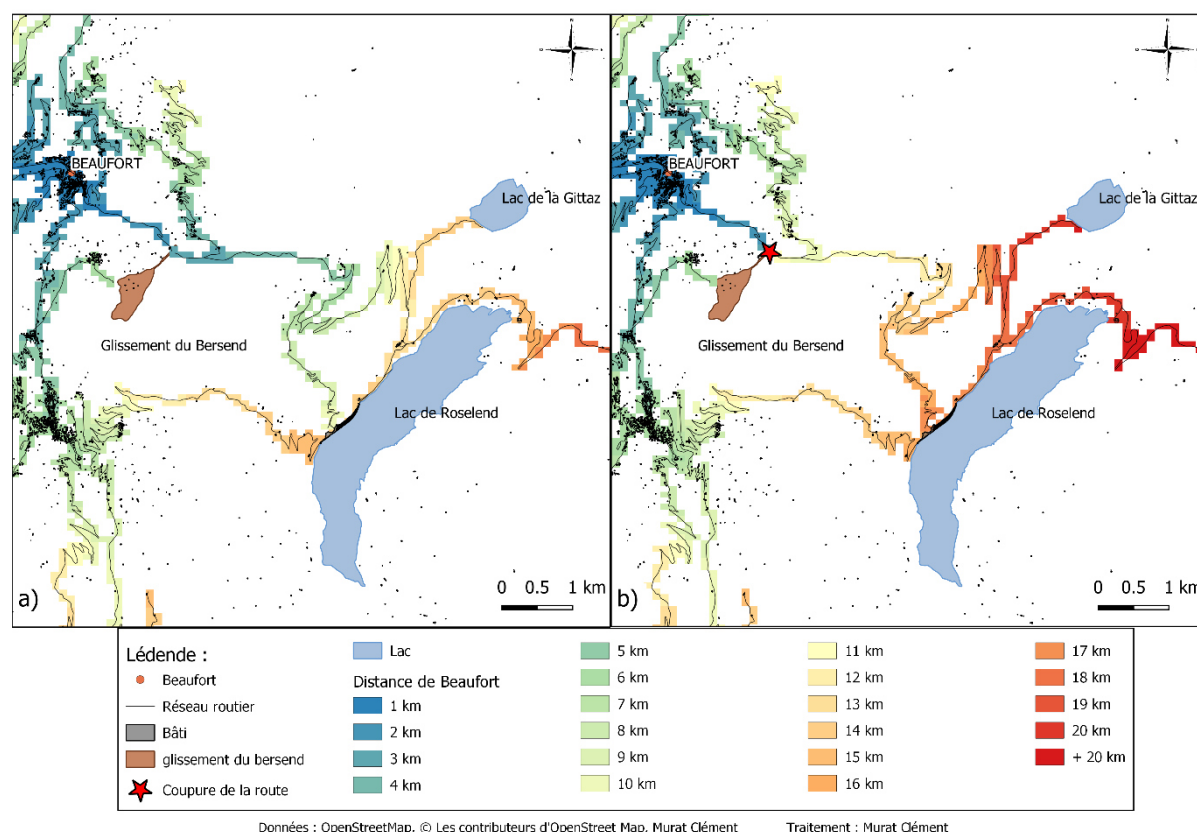 BEAUFORT
Lac de la Gittaz
Glissement du Bersend
Lac de Roselend
0 0.5 1 km
a)
BEAUFORT
Lac de la Gittaz
Glissement du Bersend
Lac de Roselend
0 0.5 1 km
b)
Lédende :
Beaufort
Réseau routier
Bâti
glissement du bersend
Coupure de la route
Lac
Distance de Beaufort
1 km
2 km
3 km
4 km
5 km
6 km
7 km
8 km
9 km
10 km
11 km
12 km
13 km
14 km
15 km
16 km
17 km
18 km
19 km
20 km
+ 20 km
Données : OpenStreetMap, © Les contributeurs d'OpenStreet Map, Murat Clément Traitement : Murat Clément